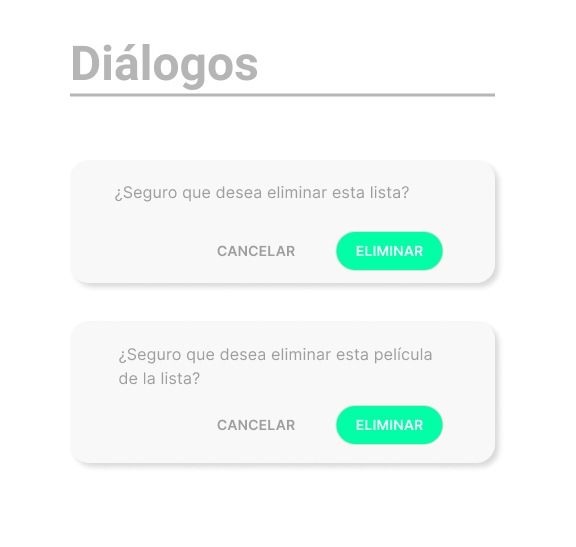 Diálogos
¿Seguro que desea eliminar esta lista?
CANCELAR ELIMINAR
¿Seguro que desea eliminar esta película
de la lista?
CANCELAR ELIMINAR